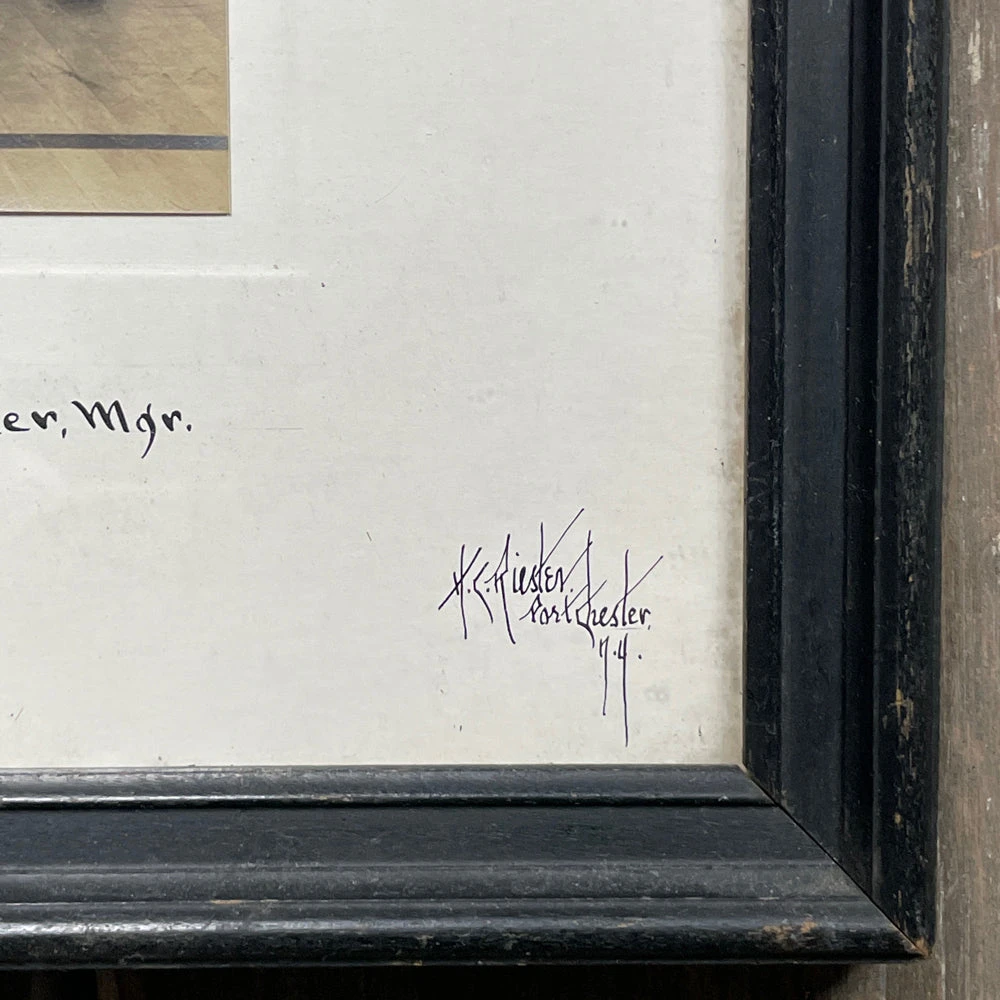 er, Mgr.
H.C. Riester.
Port Chester,
N.Y.